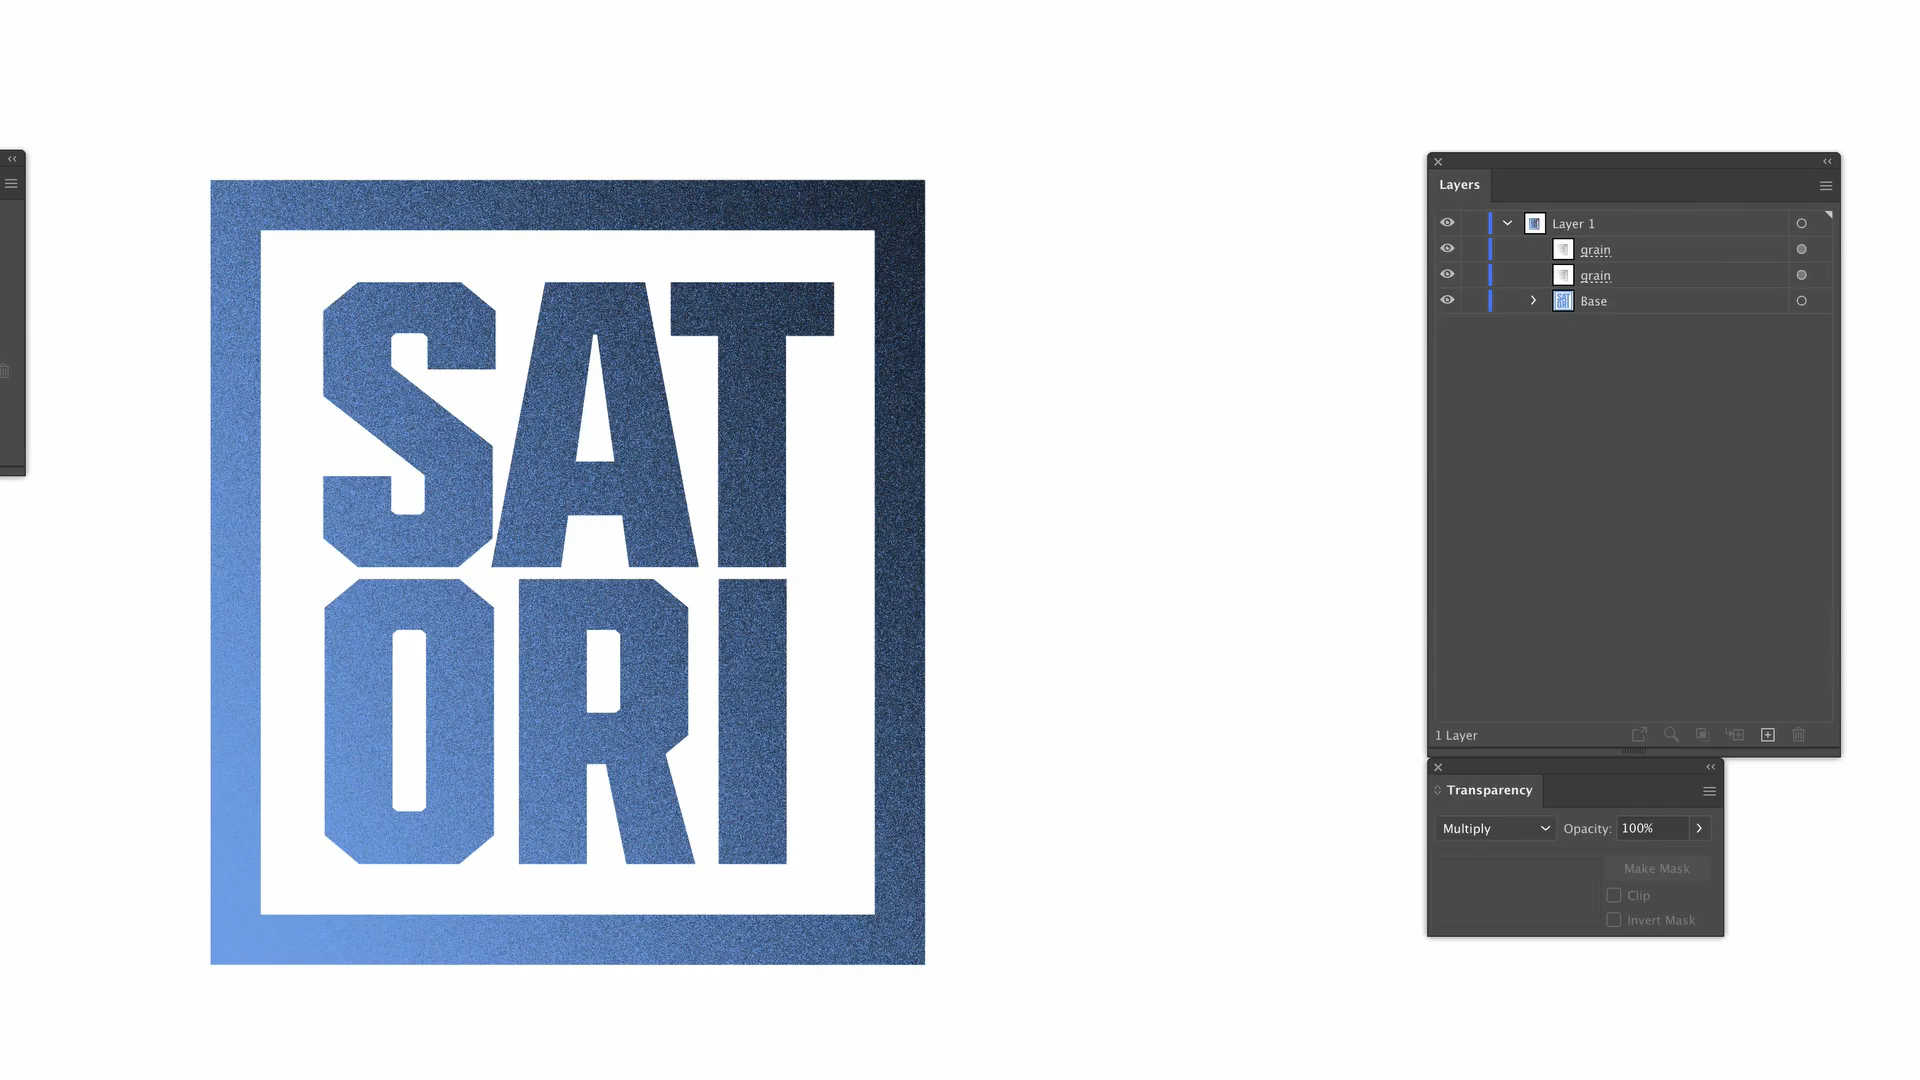 SAT
ORI
Layers
Layer 1
grain
grain
Base
1 Layer
Transparency
Multiply
Opacity: 100%
Make Mask
Clip
Invert Mask